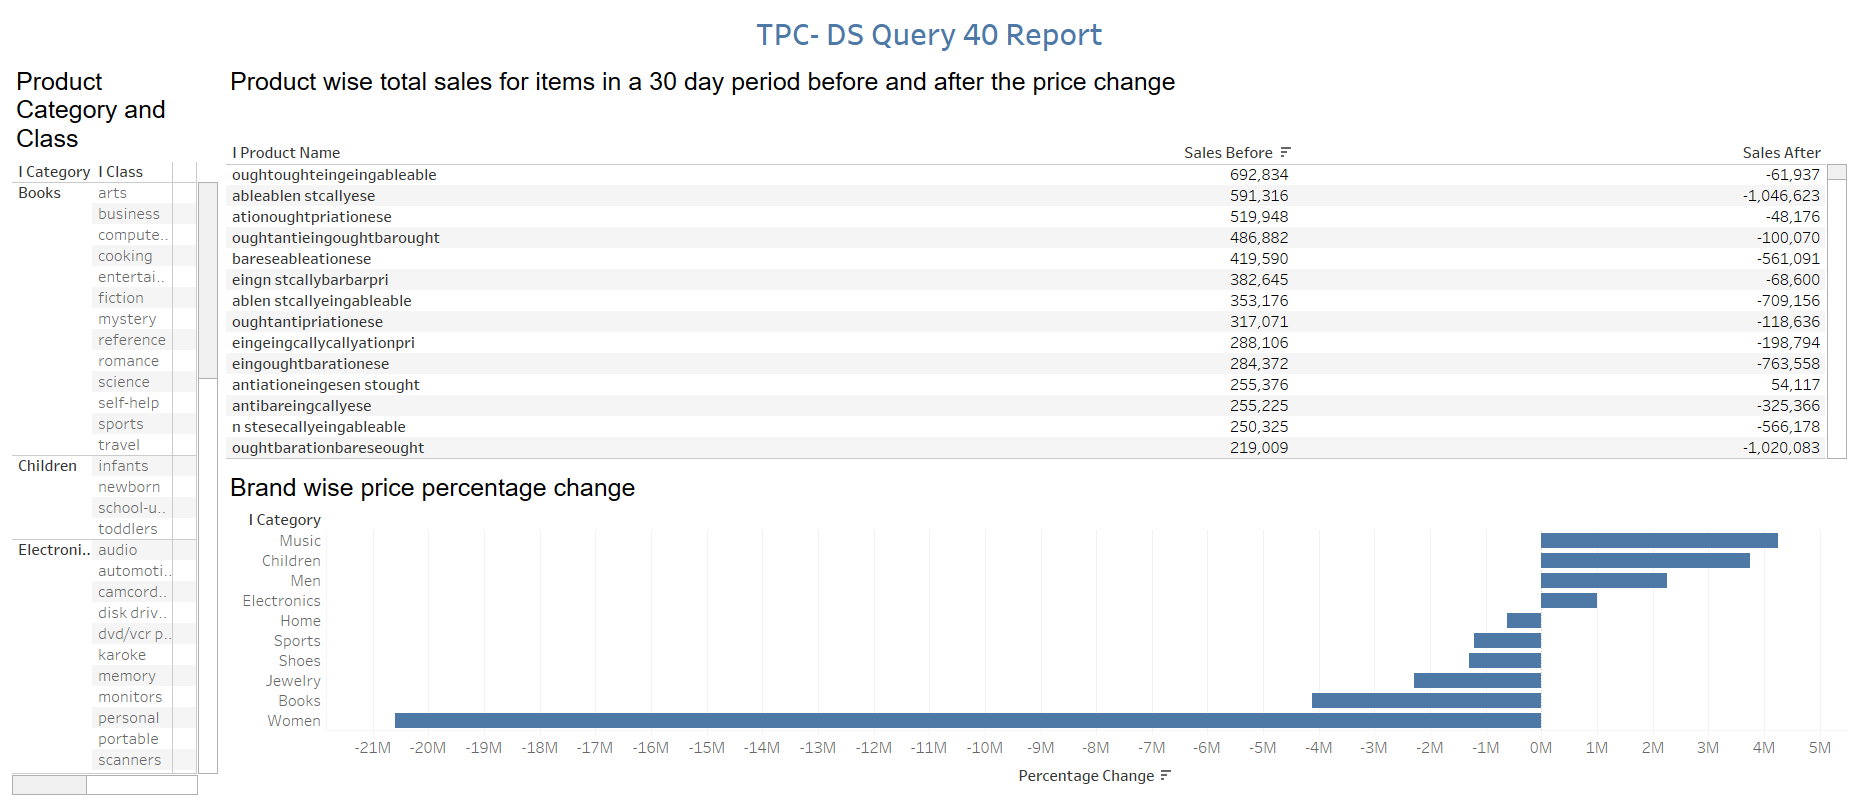 TPC- DS Query 40 Report
Product
Category and
Class
I Category I Class
Books arts
business
compute..
cooking
entertai..
fiction
mystery
reference
romance
science
self-help
sports
travel
Children infants
newborn
school-u..
toddlers
Electroni.. audio
automoti..
camcord..
disk driv..
dvd/vcr p..
karoke
memory
monitors
personal
portable
scanners
Product wise total sales for items in a 30 day period before and after the price change
I Product Name Sales Before Sales After
oughtoughteingeingableable 692,834 -61,937
ableablen stcallyese 591,316 -1,046,623
ationoughtpriationese 519,948 -48,176
oughtantieingoughtbarought 486,882 -100,070
bareseableationese 419,590 -561,091
eingn stcallybarbarpri 382,645 -68,600
ablen stcallyeingableable 353,176 -709,156
oughtantipriationese 317,071 -118,636
eingeingcallycallyationpri 288,106 -198,794
eingoughtbarationese 284,372 -763,558
antiationeingesen stought 255,376 54,117
antibareingcallyese 255,225 -325,366
n stesecallyeingableable 250,325 -566,178
oughtbarationbareseought 219,009 -1,020,083
Brand wise price percentage change
I Category
Music
Children
Men
Electronics
Home
Sports
Shoes
Jewelry
Books
Women
-21M -20M -19M -18M -17M -16M -15M -14M -13M -12M -11M -10M -9M -8M -7M -6M -5M -4M -3M -2M -1M 0M 1M 2M 3M 4M 5M
Percentage Change